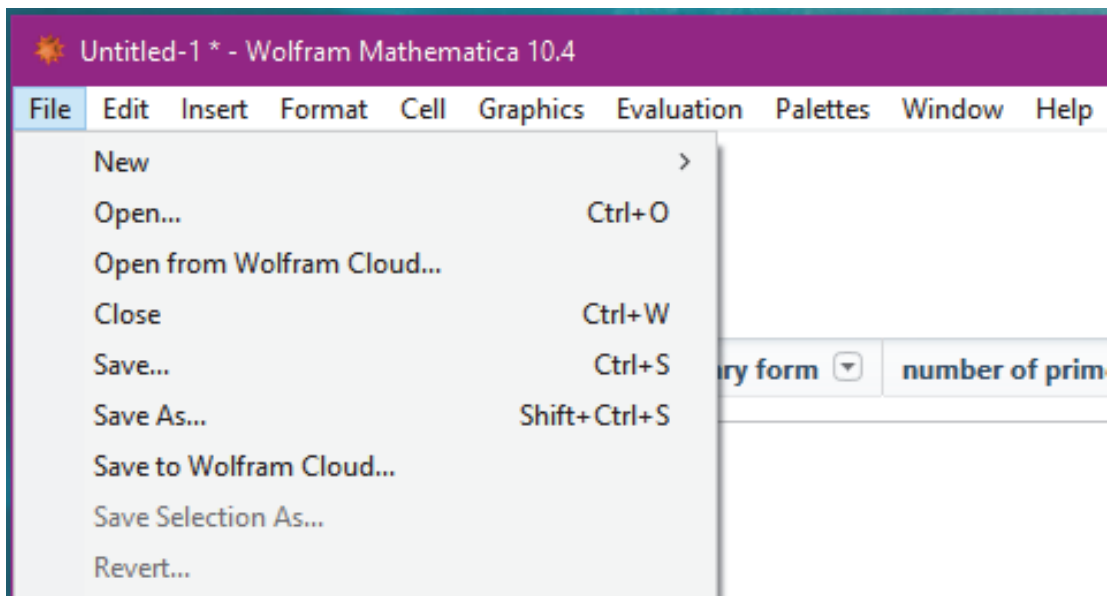 Untitled-1 * - Wolfram Mathematica 10.4
File Edit Insert Format Cell Graphics Evaluation Palettes Window Help
New
Open... Ctrl+O
Open from Wolfram Cloud...
Close Ctrl+W
Save... Ctrl+S
form number of
Save As... Shift+Ctrl+S
Save to Wolfram Cloud...
Save Selection As...
Revert...